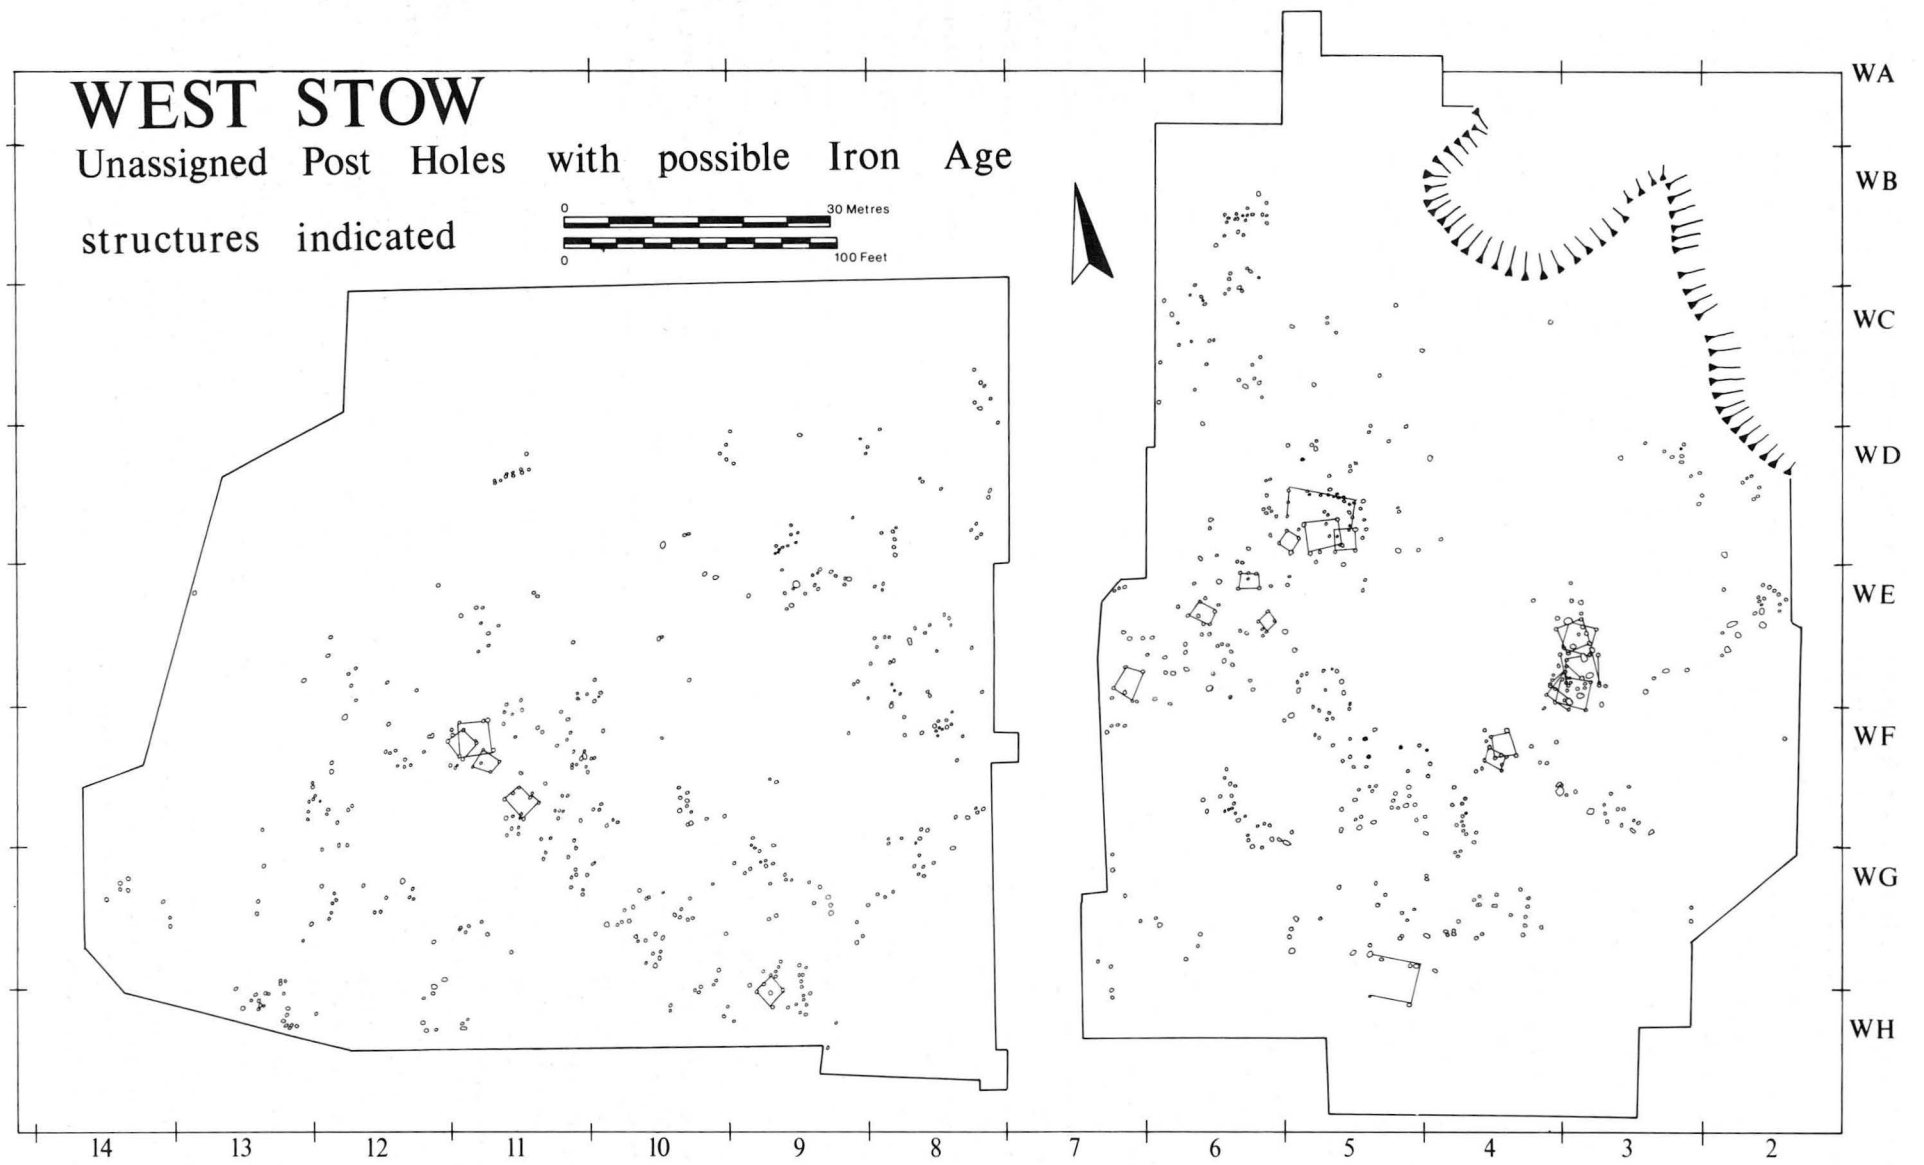 WEST STOW
Unassigned Post Holes with possible Iron Age
structures indicated
0 30 Metres
0 100 Feet
WA
WB
WC
WD
WE
WF
WG
WH
14 13 12 11 10 9 8 7 6 5 4 3 2